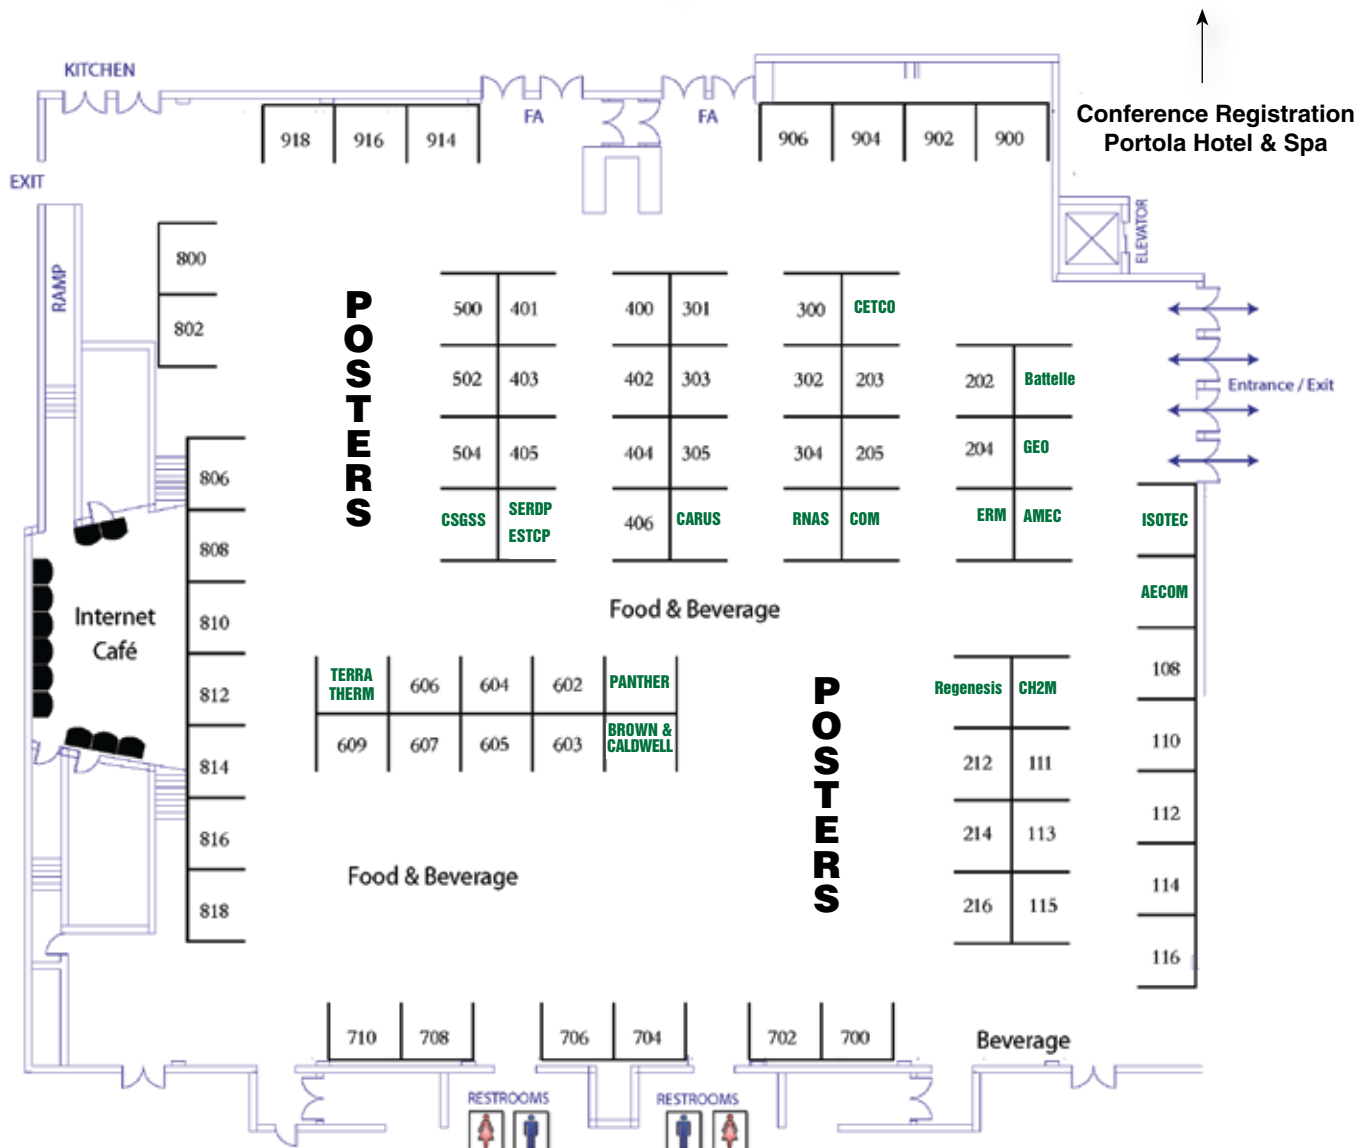 KITCHEN
FA
FA
Conference Registration
Portola Hotel & Spa
918
916
914
906
904
902
900
EXIT
RAMP
ELEVATOR
800
802
POSTERS
500
401
400
301
300
CETCO
502
403
402
303
302
203
202
Battelle
Entrance / Exit
504
405
404
305
304
205
204
GEO
CSGSS
SERDP
ESTCP
406
CARUS
RNAS
COM
ERM
AMEC
ISOTEC
AECOM
806
808
810
812
814
816
818
Internet
Café
Food & Beverage
TERRA
THERM
606
604
602
PANTHER
609
607
605
603
BROWN &
CALDWELL
POSTERS
Regenesis
CH2M
212
111
214
113
216
115
108
110
112
114
116
Food & Beverage
710
708
706
704
702
700
Beverage
RESTROOMS
RESTROOMS